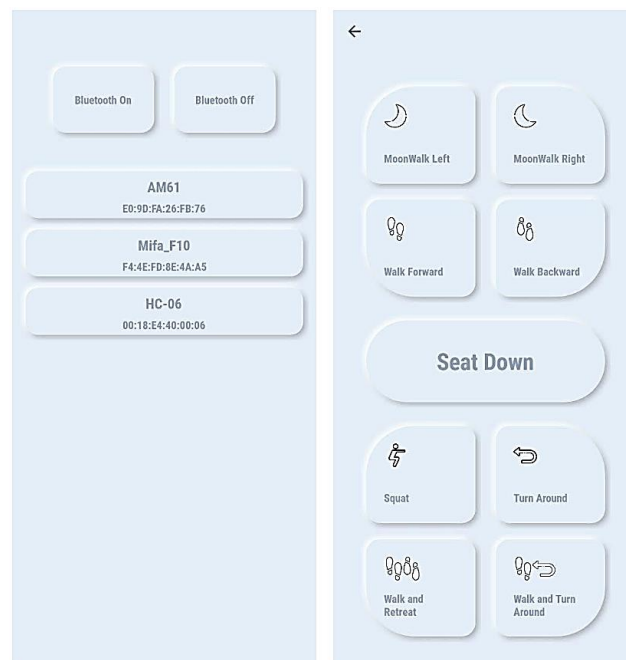 Bluetooth On
Bluetooth Off
AM61
E0:9D:FA:26:FB:76
Mifa_F10
F4:4E:FD:8E:4A:A5
HC-06
00:18:E4:40:00:06
MoonWalk Left
MoonWalk Right
Walk Forward
Walk Backward
Seat Down
Squat
Turn Around
Walk and
Retreat
Walk and Turn
Around